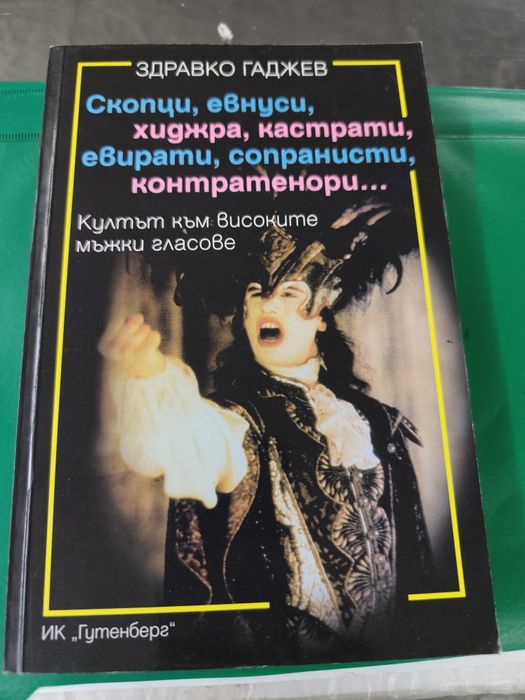 ЗДРАВКО ГАДЖЕВ
Скопци, евнуси,
хиджра, кастрати,
евирати, сопранисти,
контратенори...
Култът към високите
мъжки гласове
ИК „Гутенберг“